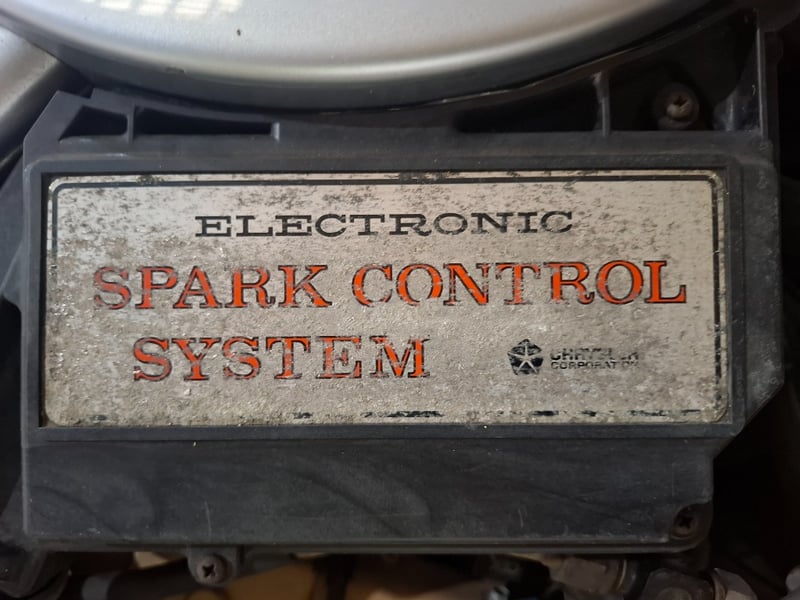 ELECTRONIC
SPARK CONTROL
SYSTEM
CHRYSLER
CORPORATION